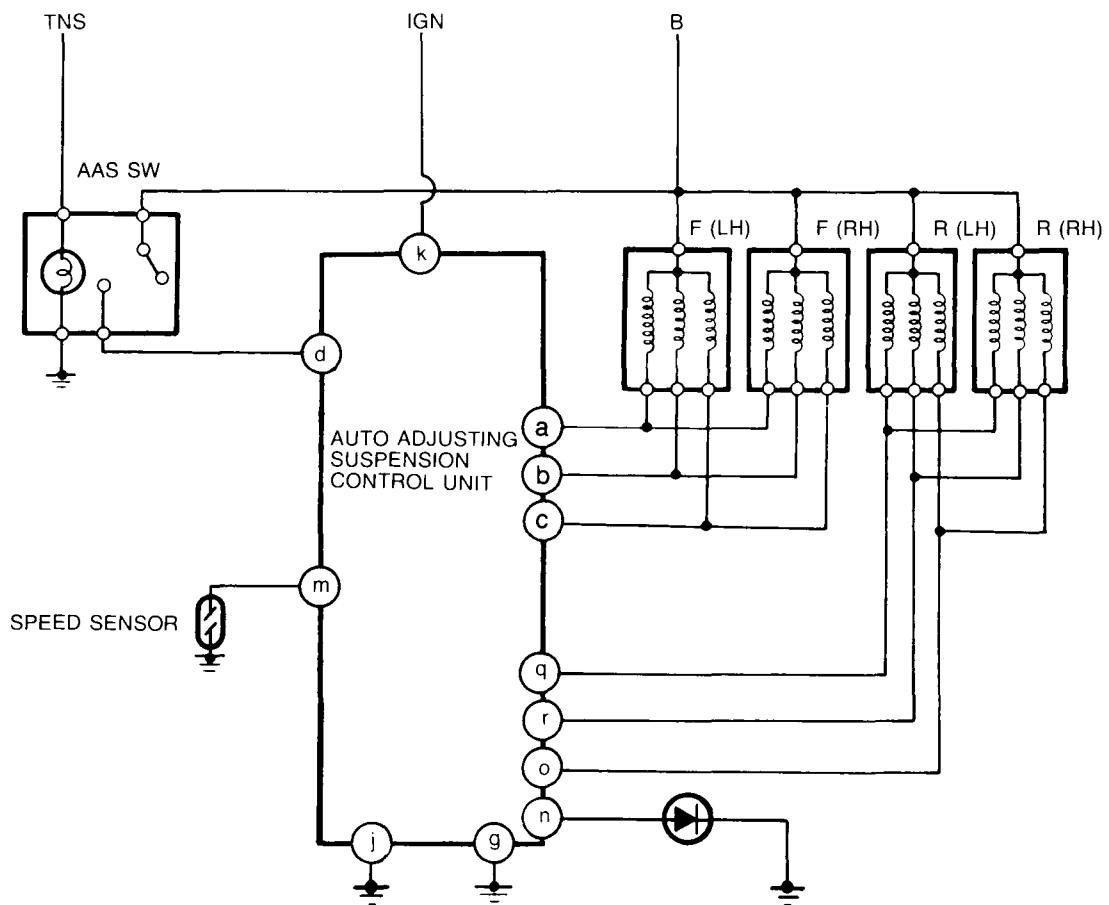 TNS
IGN
B
AAS SW
F (LH)
F (RH)
R (LH)
R (RH)
k
d
a
AUTO ADJUSTING
SUSPENSION
CONTROL UNIT
b
c
m
SPEED SENSOR
q
r
o
n
j
g